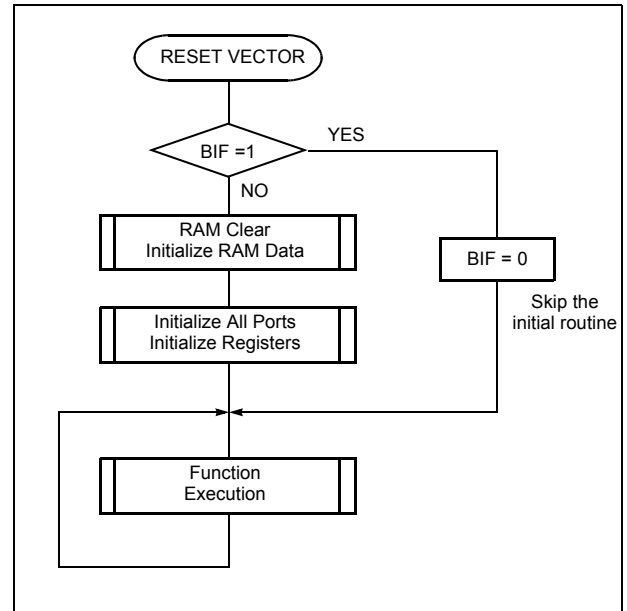 RESET VECTOR
BIF =1
YES
NO
RAM Clear
Initialize RAM Data
BIF = 0
Skip the
initial routine
Initialize All Ports
Initialize Registers
Function
Execution